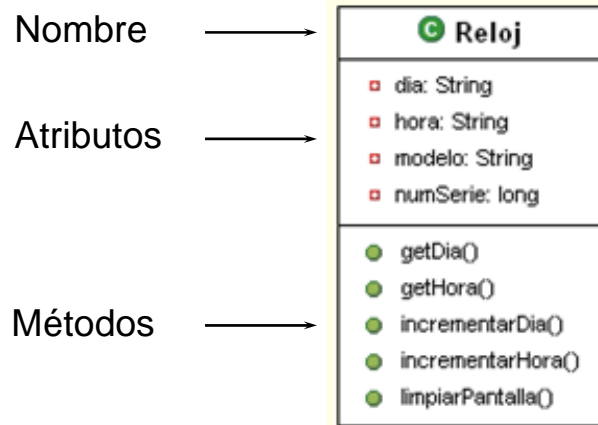 Nombre
C Reloj
Atributos
dia: String
hora: String
modelo: String
numSerie: long
Métodos
getDia()
getHora()
incrementarDia()
incrementarHora()
limpiarPantalla()